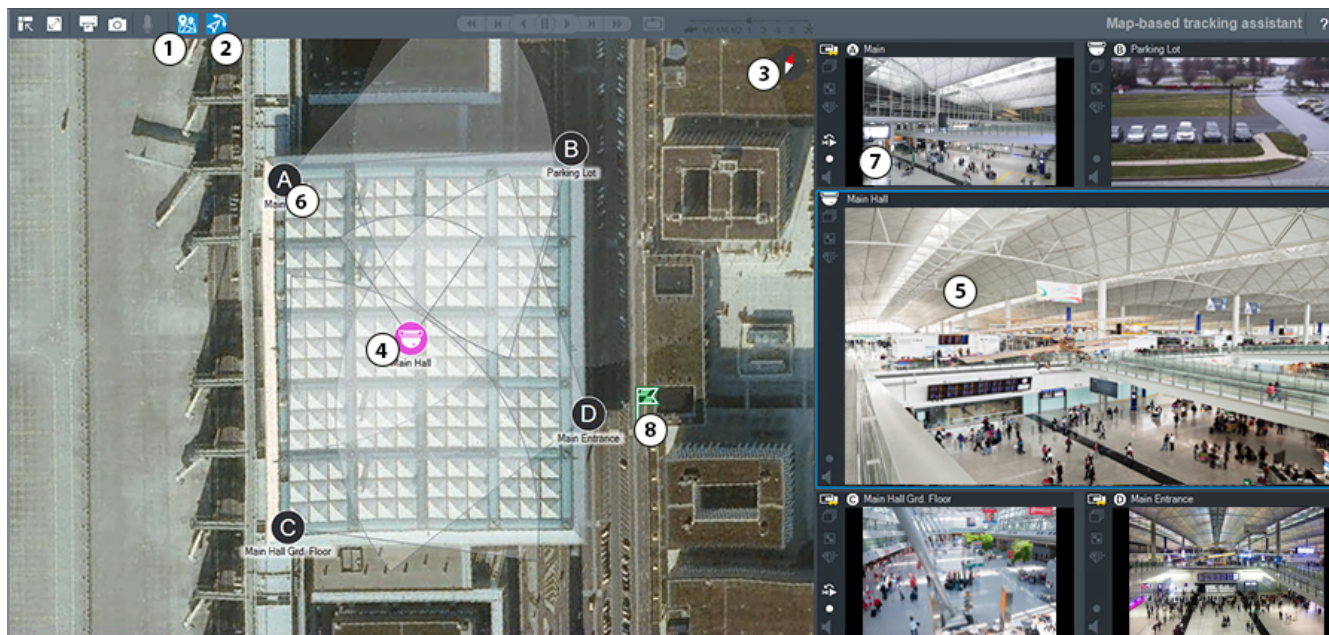 Map-based tracking assistant
?
1
2
3
A Main
B Parking Lot
B
Parking Lot
A
6
Main
7
Main Hall
5
4
Main Hall
D
Main Entrance
8
C
Main Hall Grd. Floor
C Main Hall Grd. Floor
D Main Entrance